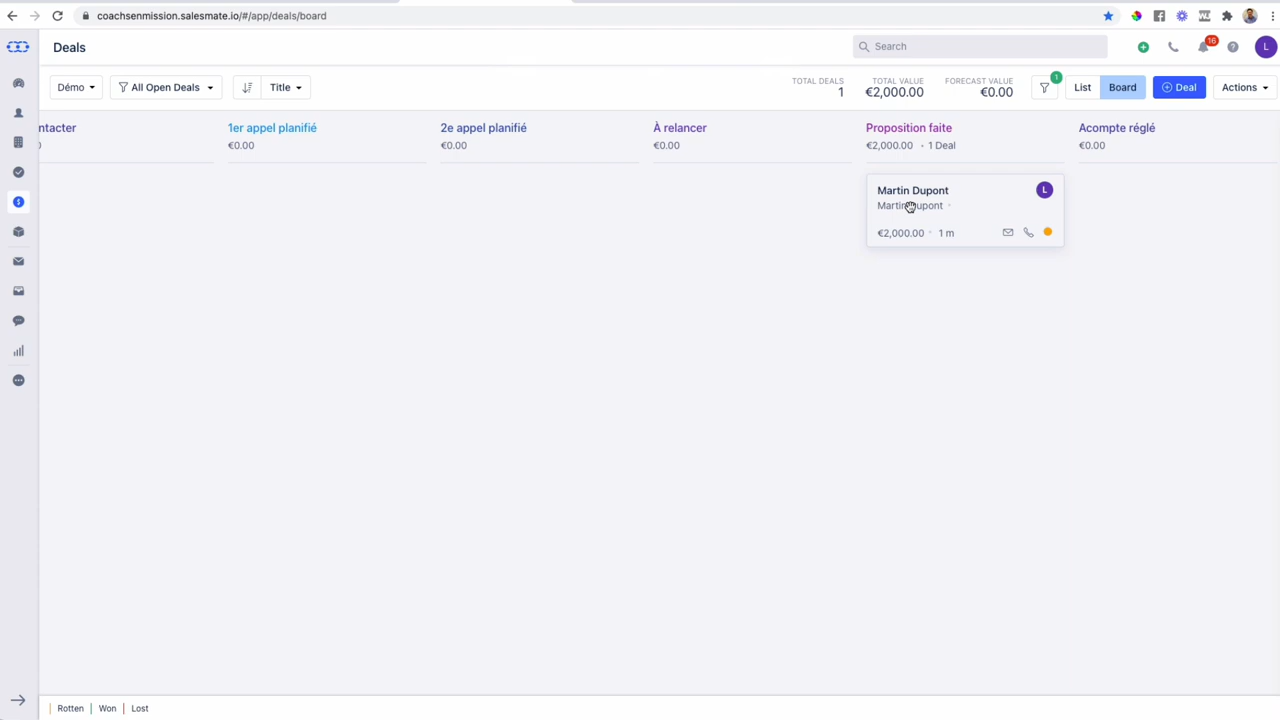 coachsenmission.salesmate.io/#/app/deals/board
Deals
Search
16
L
Démo
All Open Deals
Title
TOTAL DEALS
1
TOTAL VALUE
€2,000.00
FORECAST VALUE
€0.00
1
List
Board
Deal
Actions
ntacter
1er appel planifié
€0.00
2e appel planifié
€0.00
À relancer
€0.00
Proposition faite
€2,000.00 • 1 Deal
Acompte réglé
€0.00
Martin Dupont
L
Martin Dupont
€2,000.00 • 1 m
Rotten
Won
Lost